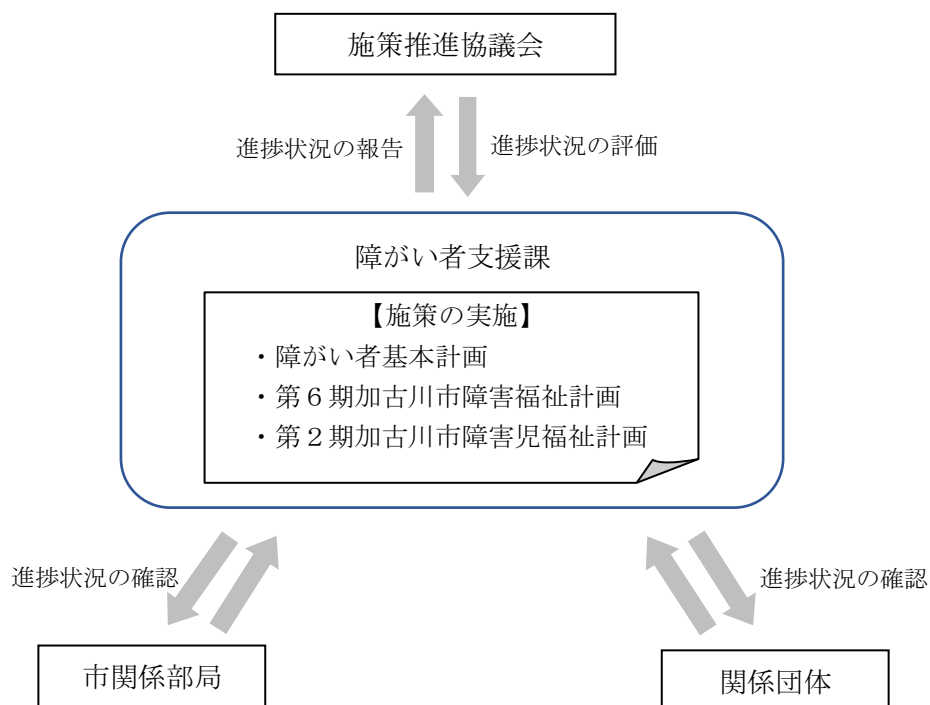 施策推進協議会
進捗状況の報告
進捗状況の評価
障がい者支援課
【施策の実施】
・障がい者基本計画
・第６期加古川市障害福祉計画
・第２期加古川市障害児福祉計画
進捗状況の確認
進捗状況の確認
市関係部局
関係団体